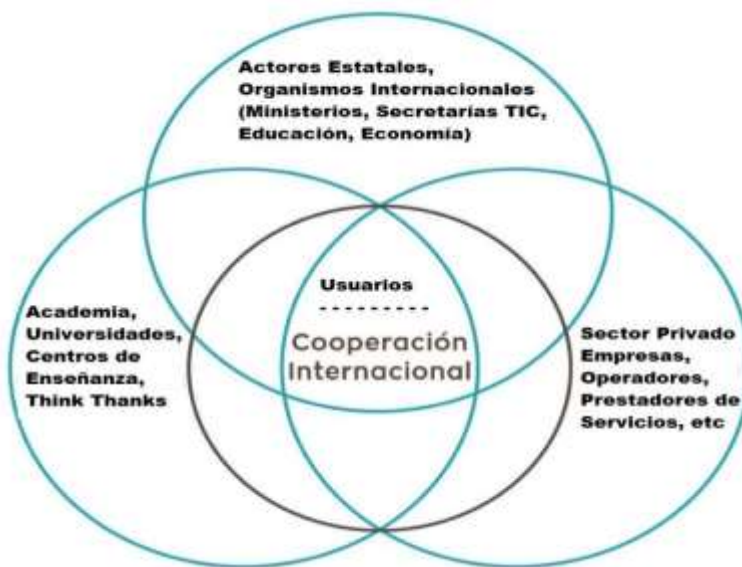 Actores Estatales,
Organismos Internacionales
(Ministerios, Secretarías TIC,
Educación, Economía)
Usuarios
---------
Cooperación
Internacional
Academia,
Universidades,
Centros de
Enseñanza,
Think Thanks
Sector Privado
Empresas,
Operadores,
Prestadores de
Servicios, etc